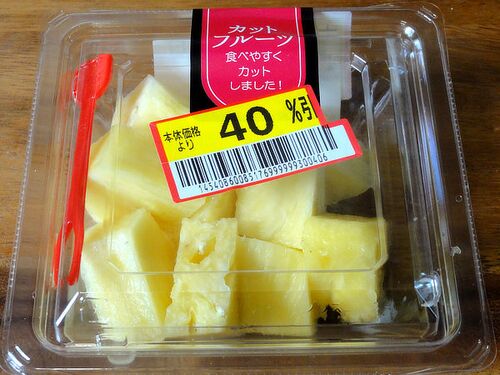 カット
フルーツ
食べやすく
カット
しました!
本体価格
より
40 %引
1454086008517699999500406